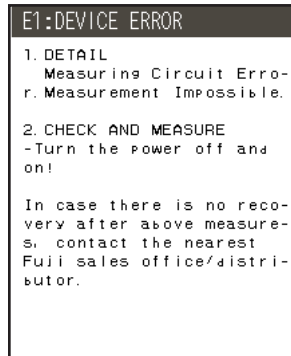 E1:DEVICE ERROR
1. DETAIL
Measuring Circuit Erro-
r. Measurement Impossible.
2. CHECK AND MEASURE
-Turn the power off and
on!
In case there is no reco-
very after above measure-
s, contact the nearest
Fuji sales office/distri-
butor.